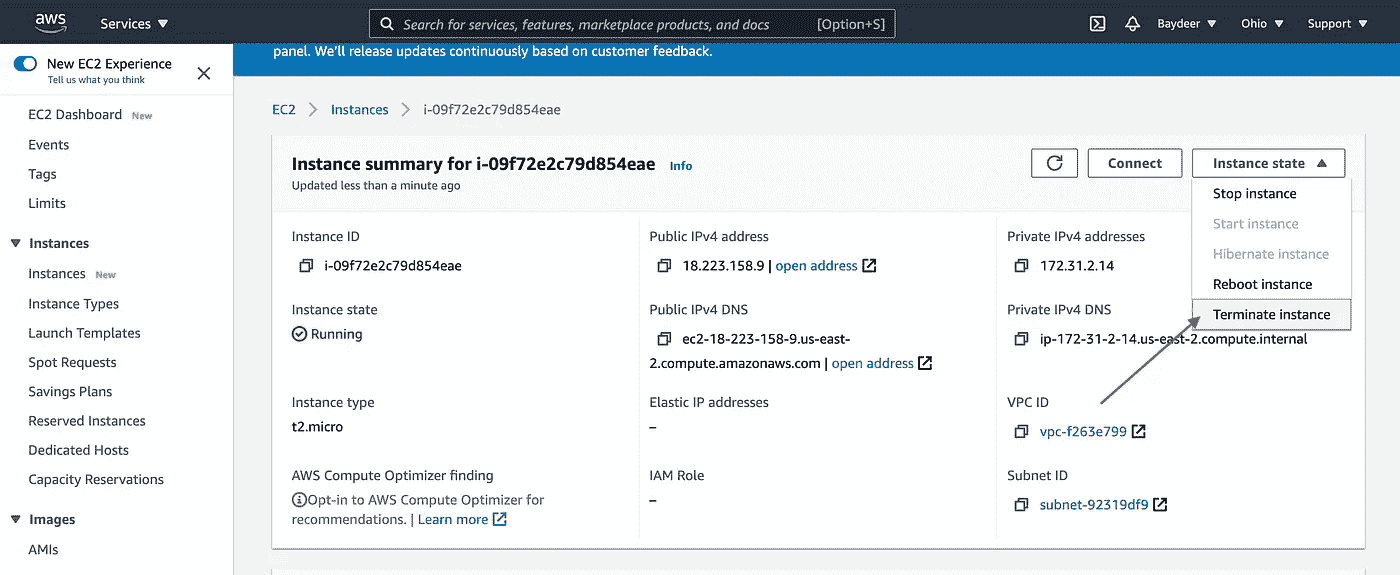 aws
Services
Search for services, features, marketplace products, and docs [Option+S]
Baydeer
Ohio
Support
New EC2 Experience
Tell us what you think
panel. We'll release updates continuously based on customer feedback.
EC2 Dashboard New
Events
Tags
Limits
Instances
Instances New
Instance Types
Launch Templates
Spot Requests
Savings Plans
Reserved Instances
Dedicated Hosts
Capacity Reservations
Images
AMIs
EC2 > Instances > i-09f72e2c79d854eae
Instance summary for i-09f72e2c79d854eae Info
Updated less than a minute ago
Connect
Instance state
Stop instance
Start instance
Hibernate instance
Reboot instance
Terminate instance
Instance ID
i-09f72e2c79d854eae
Public IPv4 address
18.223.158.9 | open address
Private IPv4 addresses
172.31.2.14
Instance state
Running
Public IPv4 DNS
ec2-18-223-158-9.us-east-
2.compute.amazonaws.com | open address
Private IPv4 DNS
ip-172-31-2-14.us-east-2.compute.internal
Instance type
t2.micro
Elastic IP addresses
–
VPC ID
vpc-f263e799
AWS Compute Optimizer finding
Opt-in to AWS Compute Optimizer for
recommendations. | Learn more
IAM Role
–
Subnet ID
subnet-92319df9